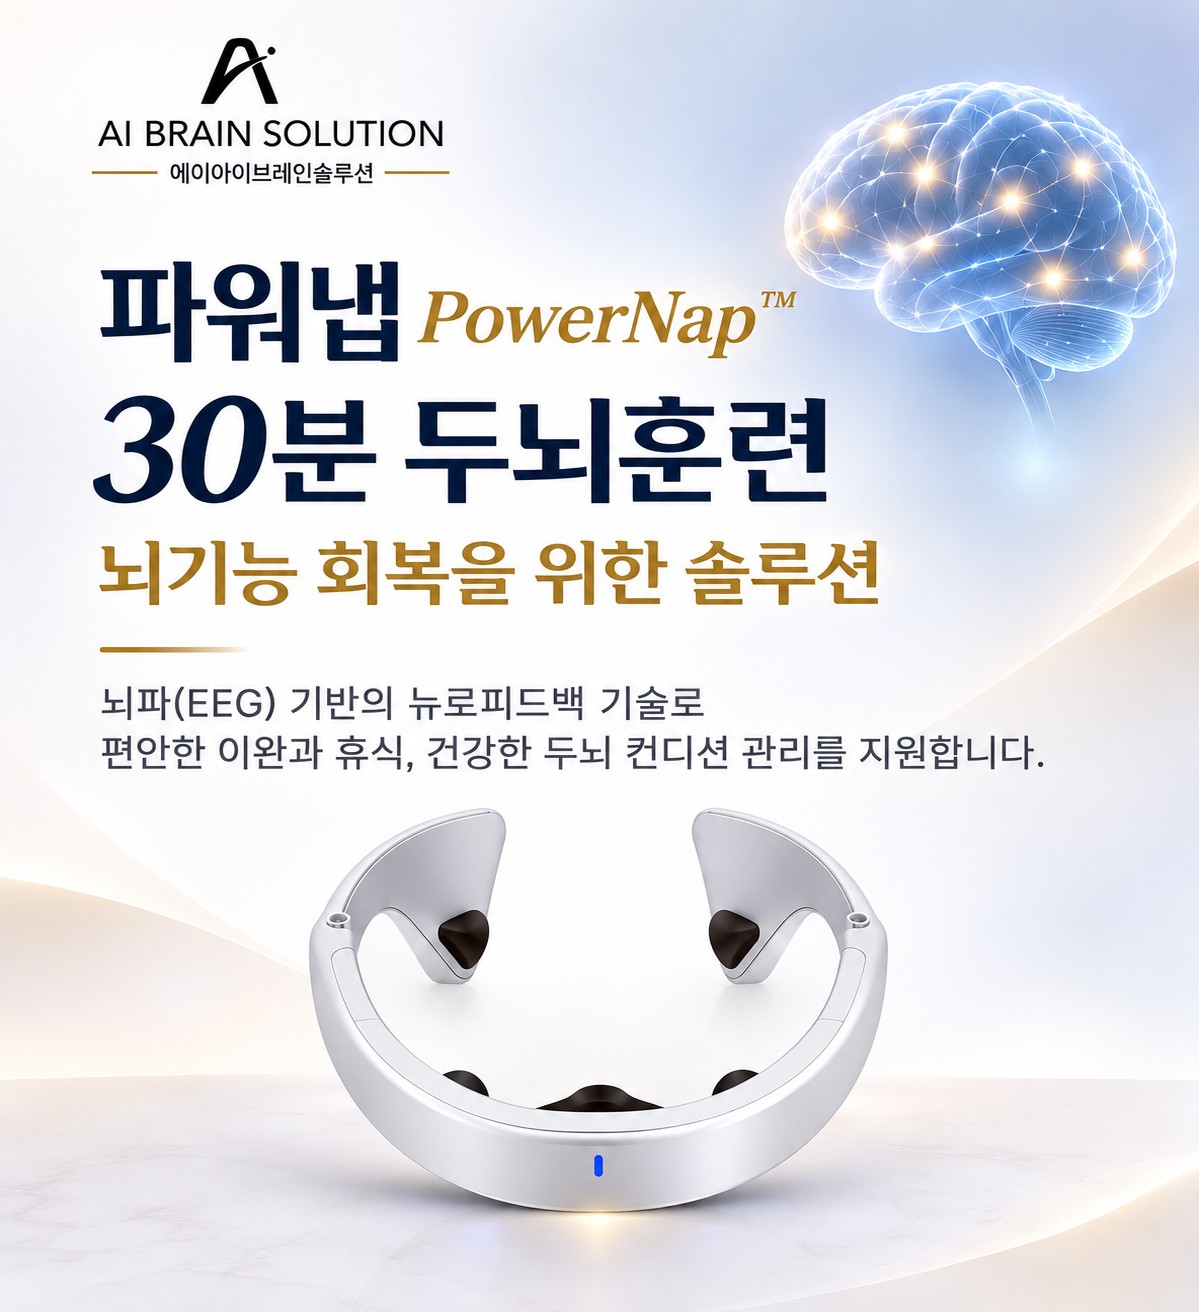 AI BRAIN SOLUTION
에이아이브레인솔루션
파워냅 PowerNap™
30분 두뇌훈련
뇌기능 회복을 위한 솔루션
뇌파(EEG) 기반의 뉴로피드백 기술로
편안한 이완과 휴식, 건강한 두뇌 컨디션 관리를 지원합니다.